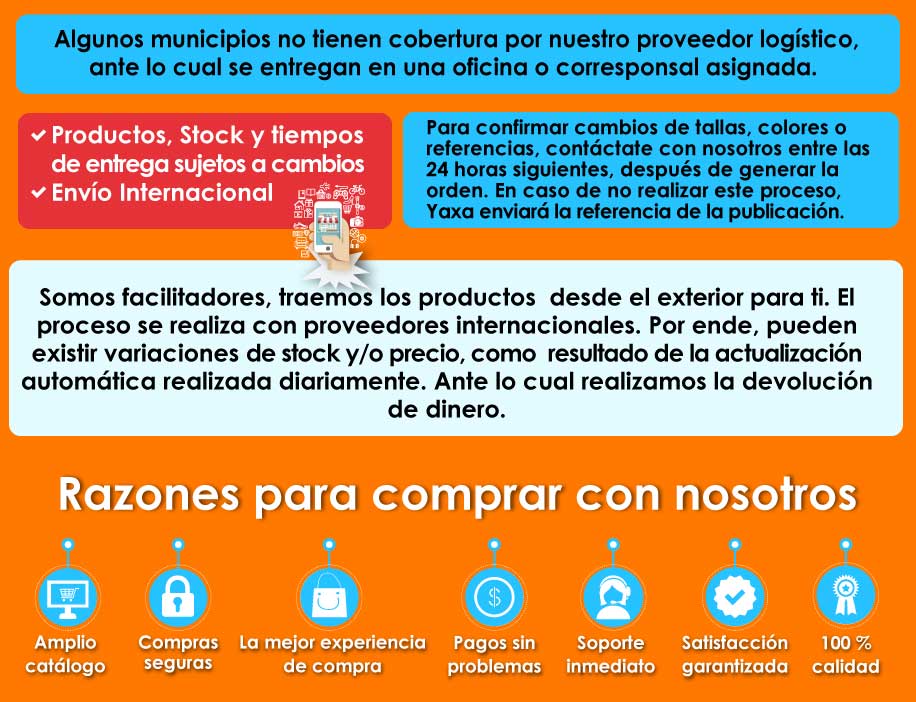 Algunos municipios no tienen cobertura por nuestro proveedor logístico,
ante lo cual se entregan en una oficina o corresponsal asignada.
Productos, Stock y tiempos
de entrega sujetos a cambios
Envío Internacional
Para confirmar cambios de tallas, colores o
referencias, contáctate con nosotros entre las
24 horas siguientes, después de generar la
orden. En caso de no realizar este proceso,
Yaxa enviará la referencia de la publicación.
Somos facilitadores, traemos los productos desde el exterior para ti. El
proceso se realiza con proveedores internacionales. Por ende, pueden
existir variaciones de stock y/o precio, como resultado de la actualización
automática realizada diariamente. Ante lo cual realizamos la devolución
de dinero.
Razones para comprar con nosotros
Amplio
catálogo
Compras
seguras
La mejor experiencia
de compra
$
Pagos sin
problemas
Soporte
inmediato
Satisfacción
garantizada
100 %
calidad